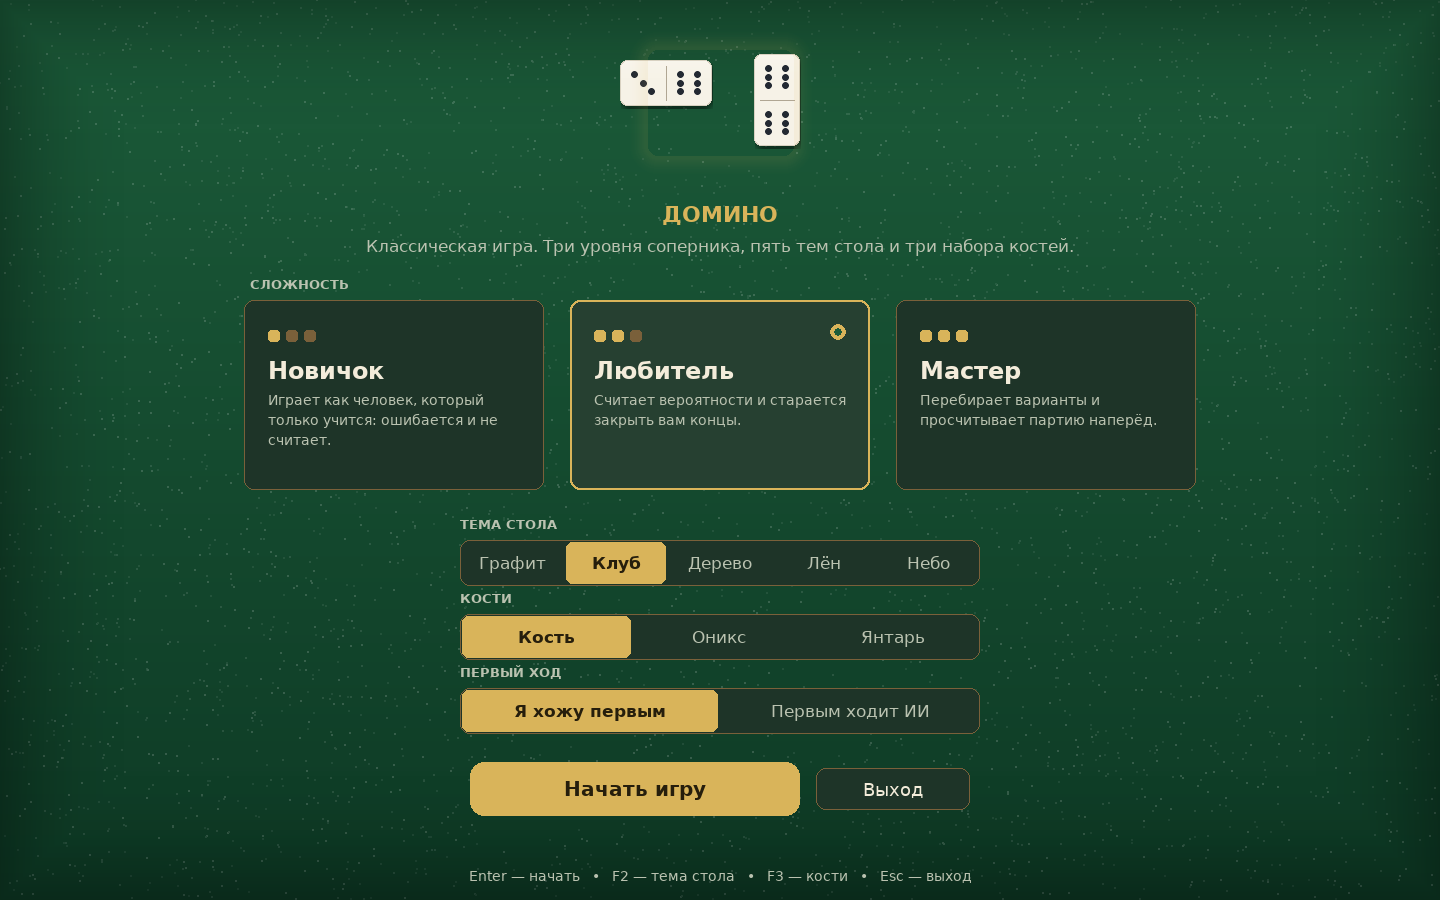 ДОМИНО
Классическая игра. Три уровня соперника, пять тем стола и три набора костей.
СЛОЖНОСТЬ
Новичок
Играет как человек, который
только учится: ошибается и не
считает.
Любитель
Считает вероятности и старается
закрыть вам концы.
Мастер
Перебирает варианты и
просчитывает партию наперёд.
ТЕМА СТОЛА
Графит Клуб Дерево Лён Небо
КОСТИ
Кость Оникс Янтарь
ПЕРВЫЙ ХОД
Я хожу первым Первым ходит ИИ
Начать игру Выход
Enter — начать • F2 — тема стола • F3 — кости • Esc — выход